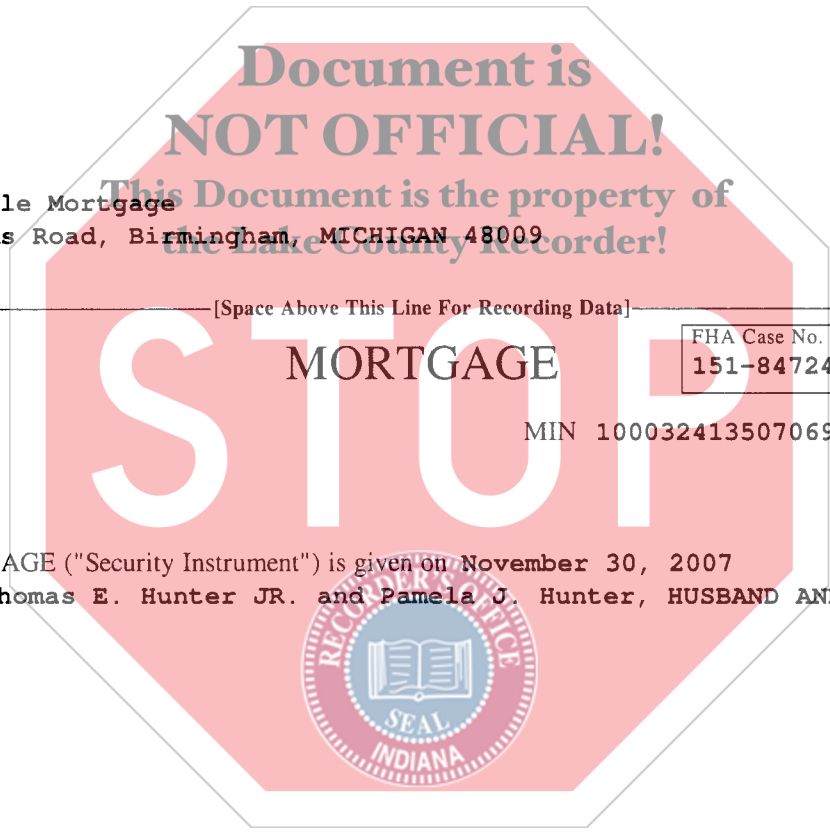 Document is
NOT OFFICIAL!
This Document is the property of
the Lake County Recorder!
le Mortgage
s Road, Birmingham, MICHIGAN 48009
[Space Above This Line For Recording Data]
MORTGAGE
FHA Case No.
151-84724
MIN 100032413507069
STOP
AGE ("Security Instrument") is given on November 30, 2007
homas E. Hunter JR. and Pamela J. Hunter, HUSBAND AN
RECORDER'S OFFICE
SEAL
INDIANA